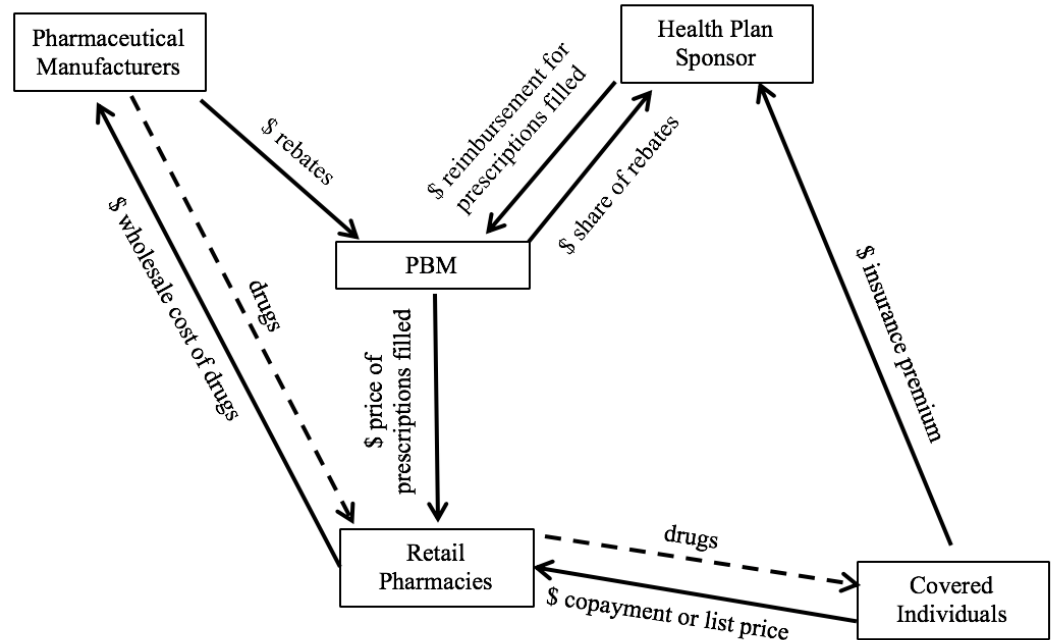 Pharmaceutical
Manufacturers
Health Plan
Sponsor
$ rebates
$ reimbursement for
prescriptions filled
$ share of rebates
PBM
$ wholesale cost of drugs
drugs
$ price of
prescriptions filled
$ insurance premium
Retail
Pharmacies
drugs
$ copayment or list price
Covered
Individuals